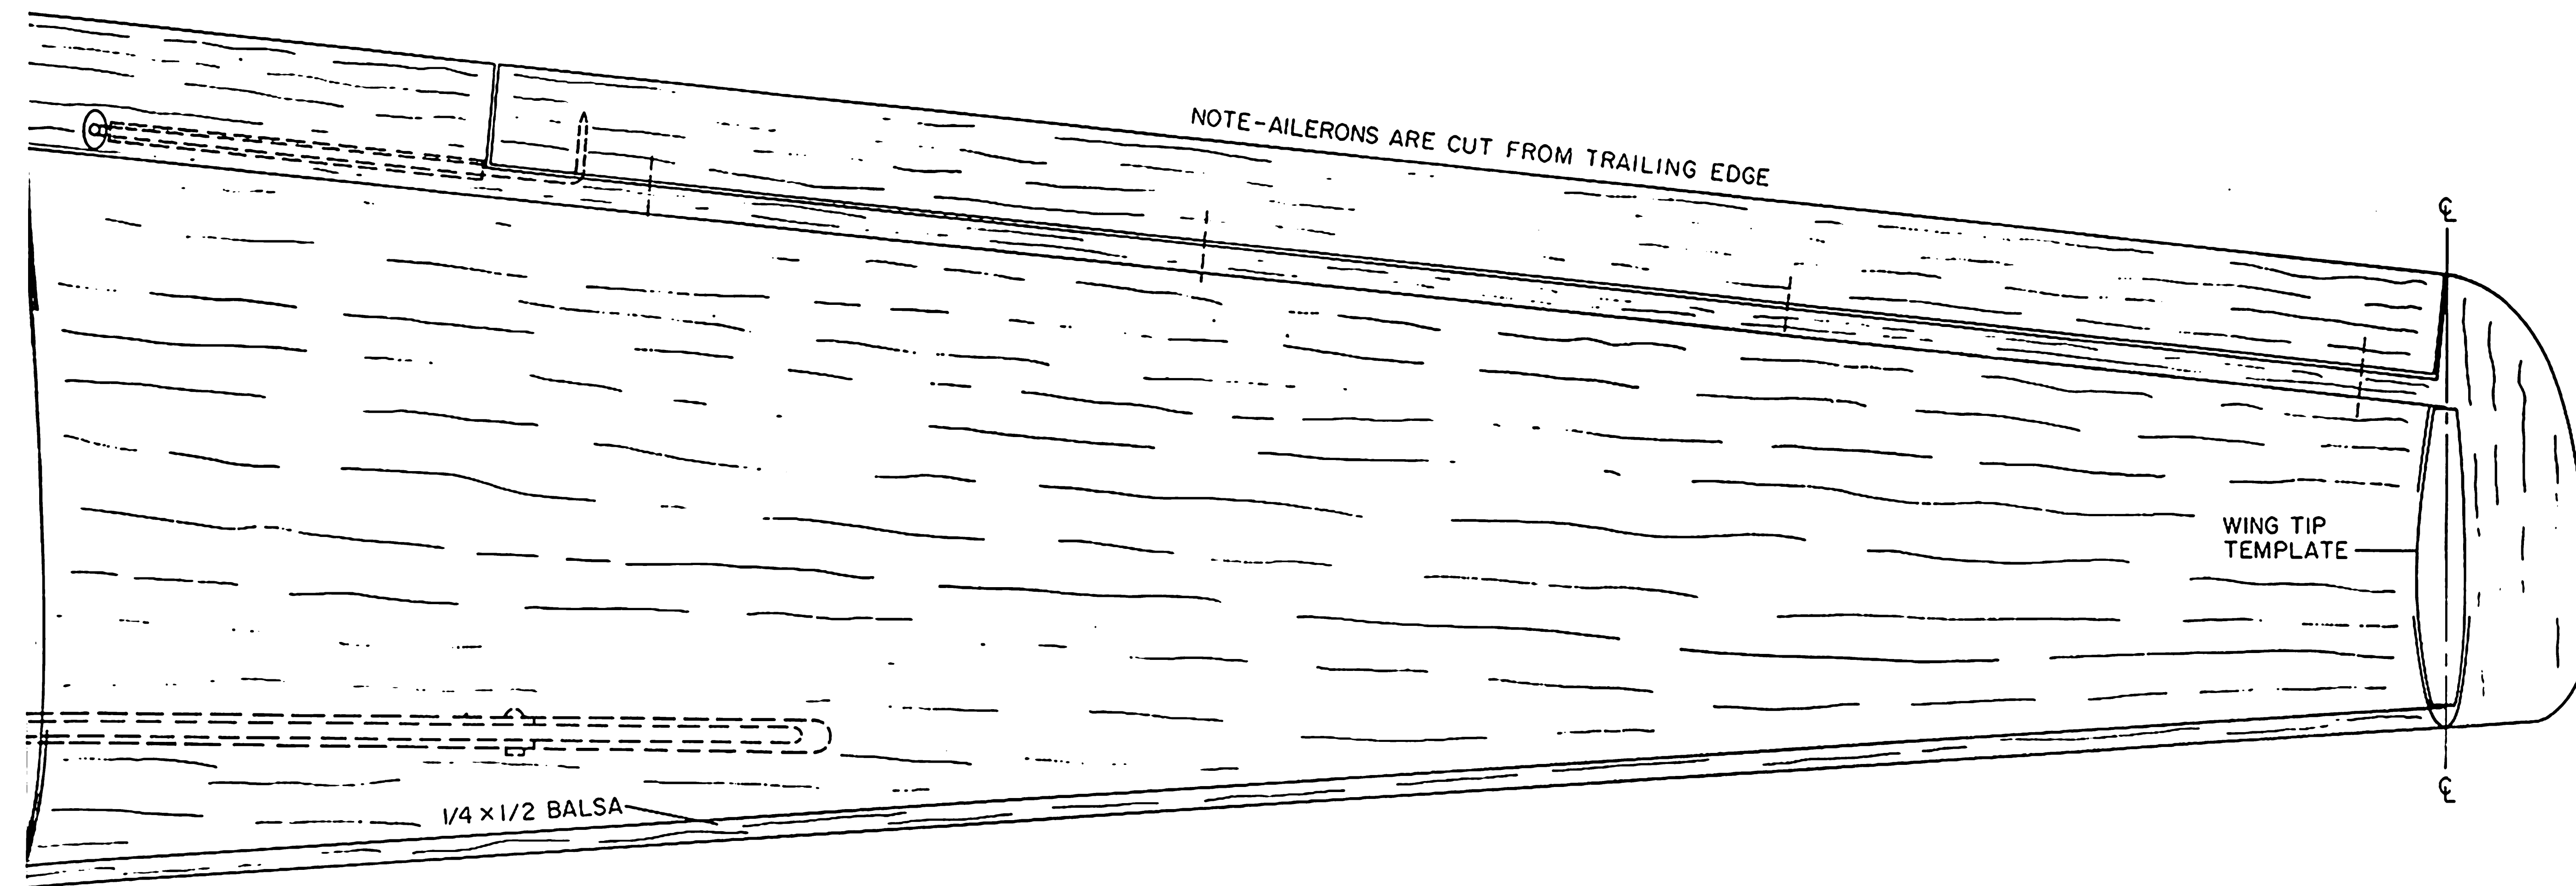 NOTE-AILERONS ARE CUT FROM TRAILING EDGE
℄
WING TIP
TEMPLATE
℄
1/4 × 1/2 BALSA